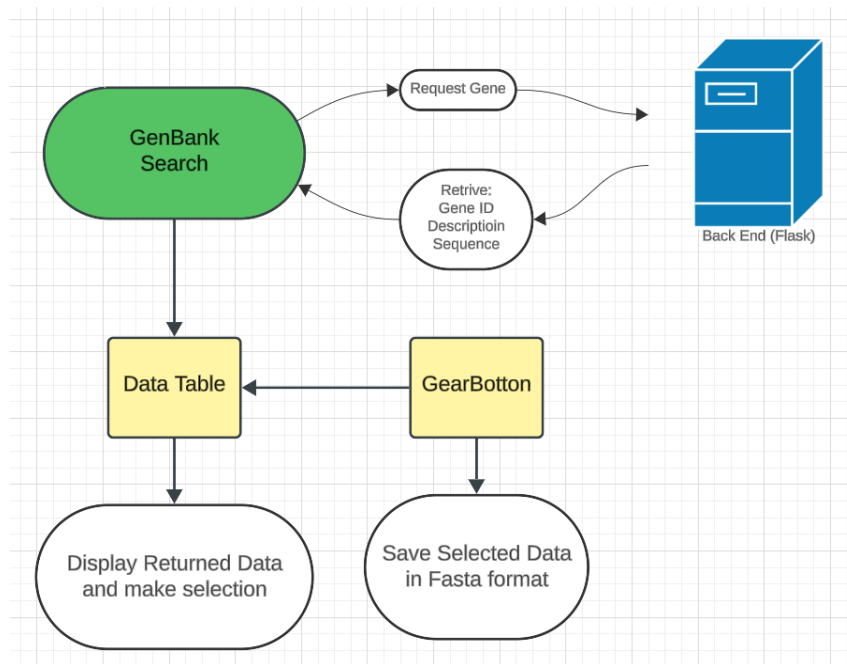 GenBank
Search
Request Gene
Retrive:
Gene ID
Descriptioin
Sequence
Back End (Flask)
Data Table
GearBotton
Display Returned Data
and make selection
Save Selected Data
in Fasta format